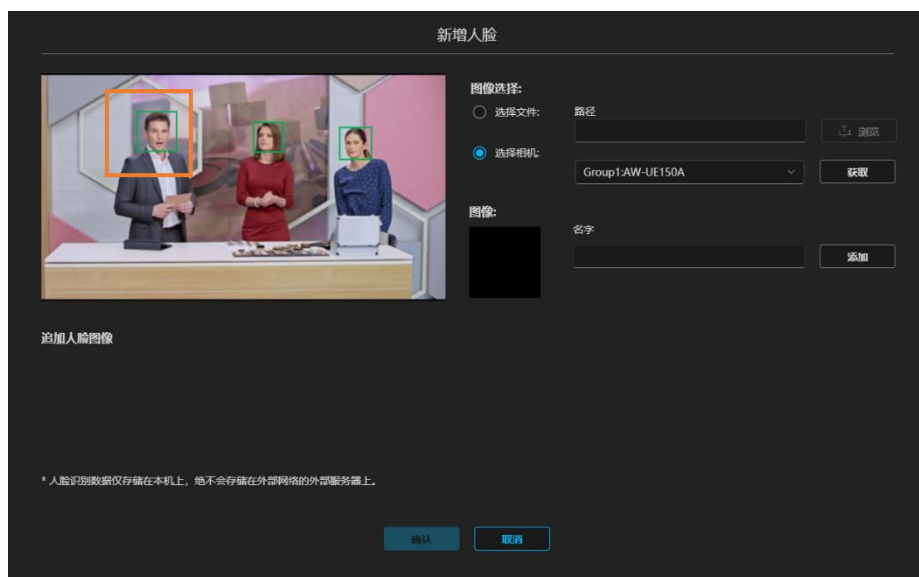 新增人脸
图像选择:
选择文件:
路径
浏览
选择相机:
Group1:AW-UE150A
获取
图像:
名字
添加
追加人脸图像
* 人脸识别数据仅存储在本机上，绝不会存储在外部网络的外部服务器上。
确认
取消